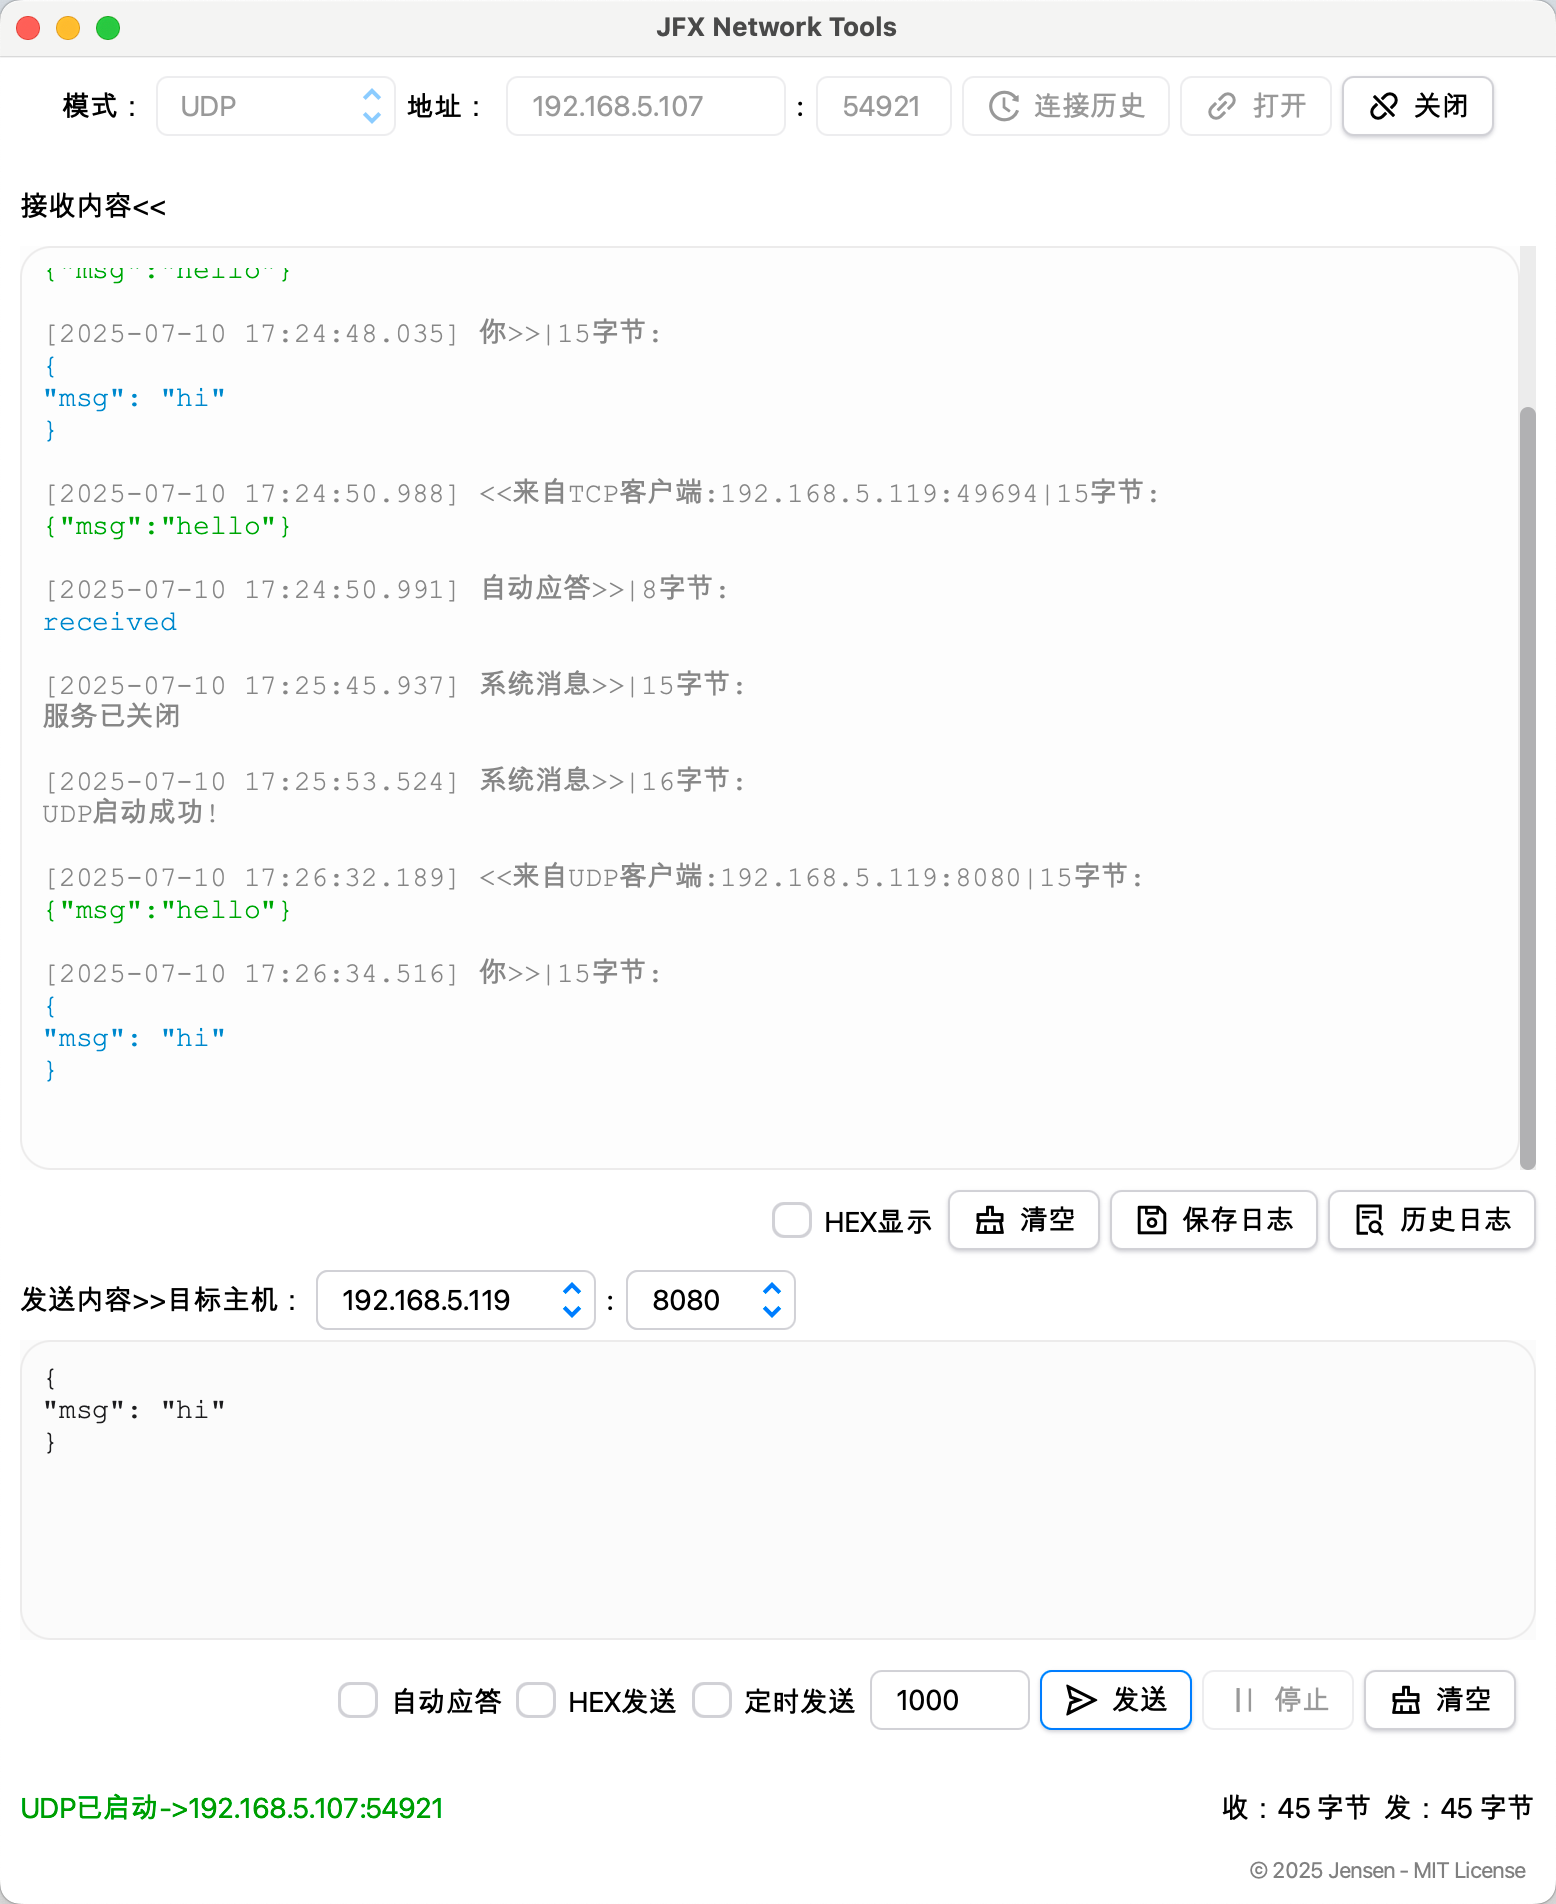 JFX Network Tools
模式： UDP 地址： 192.168.5.107 : 54921 连接历史 打开 关闭
接收内容<<
{"msg":"hello"}
[2025-07-10 17:24:48.035] 你>>|15字节:
{
"msg": "hi"
}
[2025-07-10 17:24:50.988] <<来自TCP客户端:192.168.5.119:49694|15字节:
{"msg":"hello"}
[2025-07-10 17:24:50.991] 自动应答>>|8字节:
received
[2025-07-10 17:25:45.937] 系统消息>>|15字节:
服务已关闭
[2025-07-10 17:25:53.524] 系统消息>>|16字节:
UDP启动成功!
[2025-07-10 17:26:32.189] <<来自UDP客户端:192.168.5.119:8080|15字节:
{"msg":"hello"}
[2025-07-10 17:26:34.516] 你>>|15字节:
{
"msg": "hi"
}
HEX显示 清空 保存日志 历史日志
发送内容>>目标主机： 192.168.5.119 : 8080
{
"msg": "hi"
}
自动应答 HEX发送 定时发送 1000 发送 停止 清空
UDP已启动->192.168.5.107:54921 收：45 字节 发：45 字节
© 2025 Jensen - MIT License